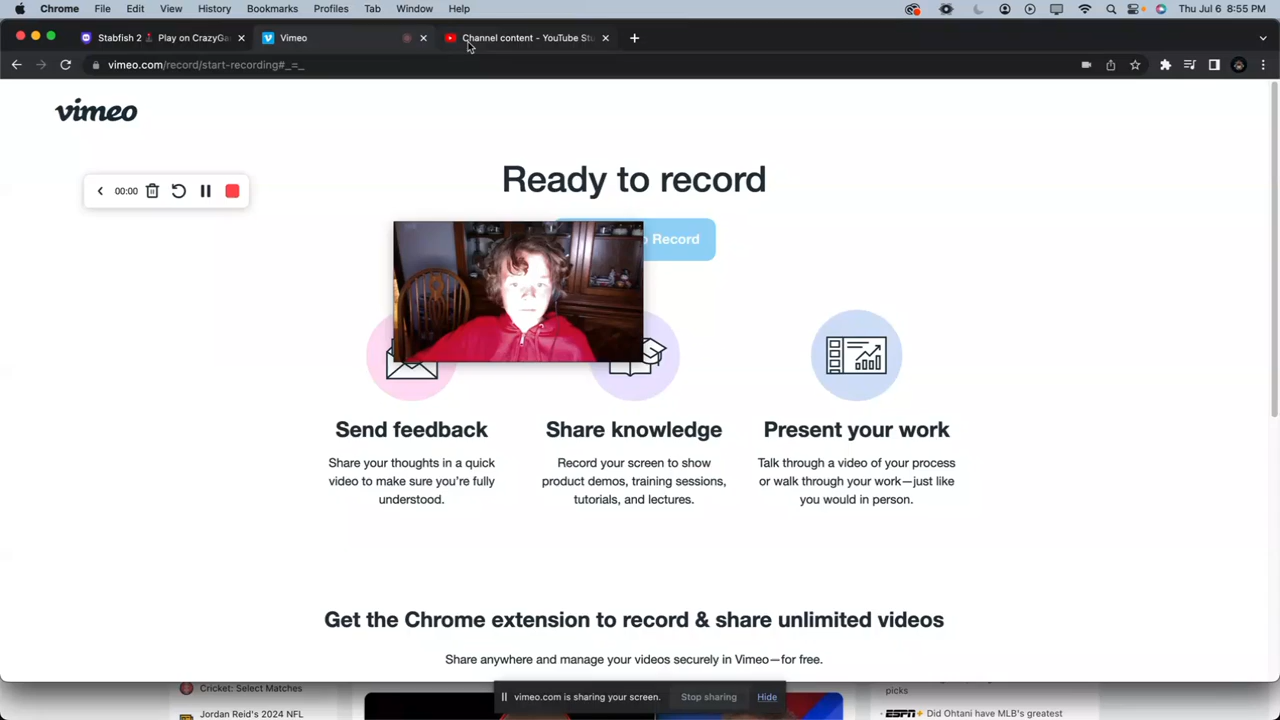 Chrome File Edit View History Bookmarks Profiles Tab Window Help Thu Jul 6 8:55 PM
Stabfish 2 Play on CrazyGa Vimeo Channel content - YouTube Stu
vimeo.com/record/start-recording#_=_
vimeo
Ready to record
00:00
Record
Send feedback
Share your thoughts in a quick
video to make sure you're fully
understood.
Share knowledge
Record your screen to show
product demos, training sessions,
tutorials, and lectures.
Present your work
Talk through a video of your process
or walk through your work—just like
you would in person.
Get the Chrome extension to record & share unlimited videos
Share anywhere and manage your videos securely in Vimeo—for free.
vimeo.com is sharing your screen. Stop sharing Hide
Cricket: Select Matches
Jordan Reid's 2024 NFL
picks
ESPN+ Did Ohtani have MLB's greatest